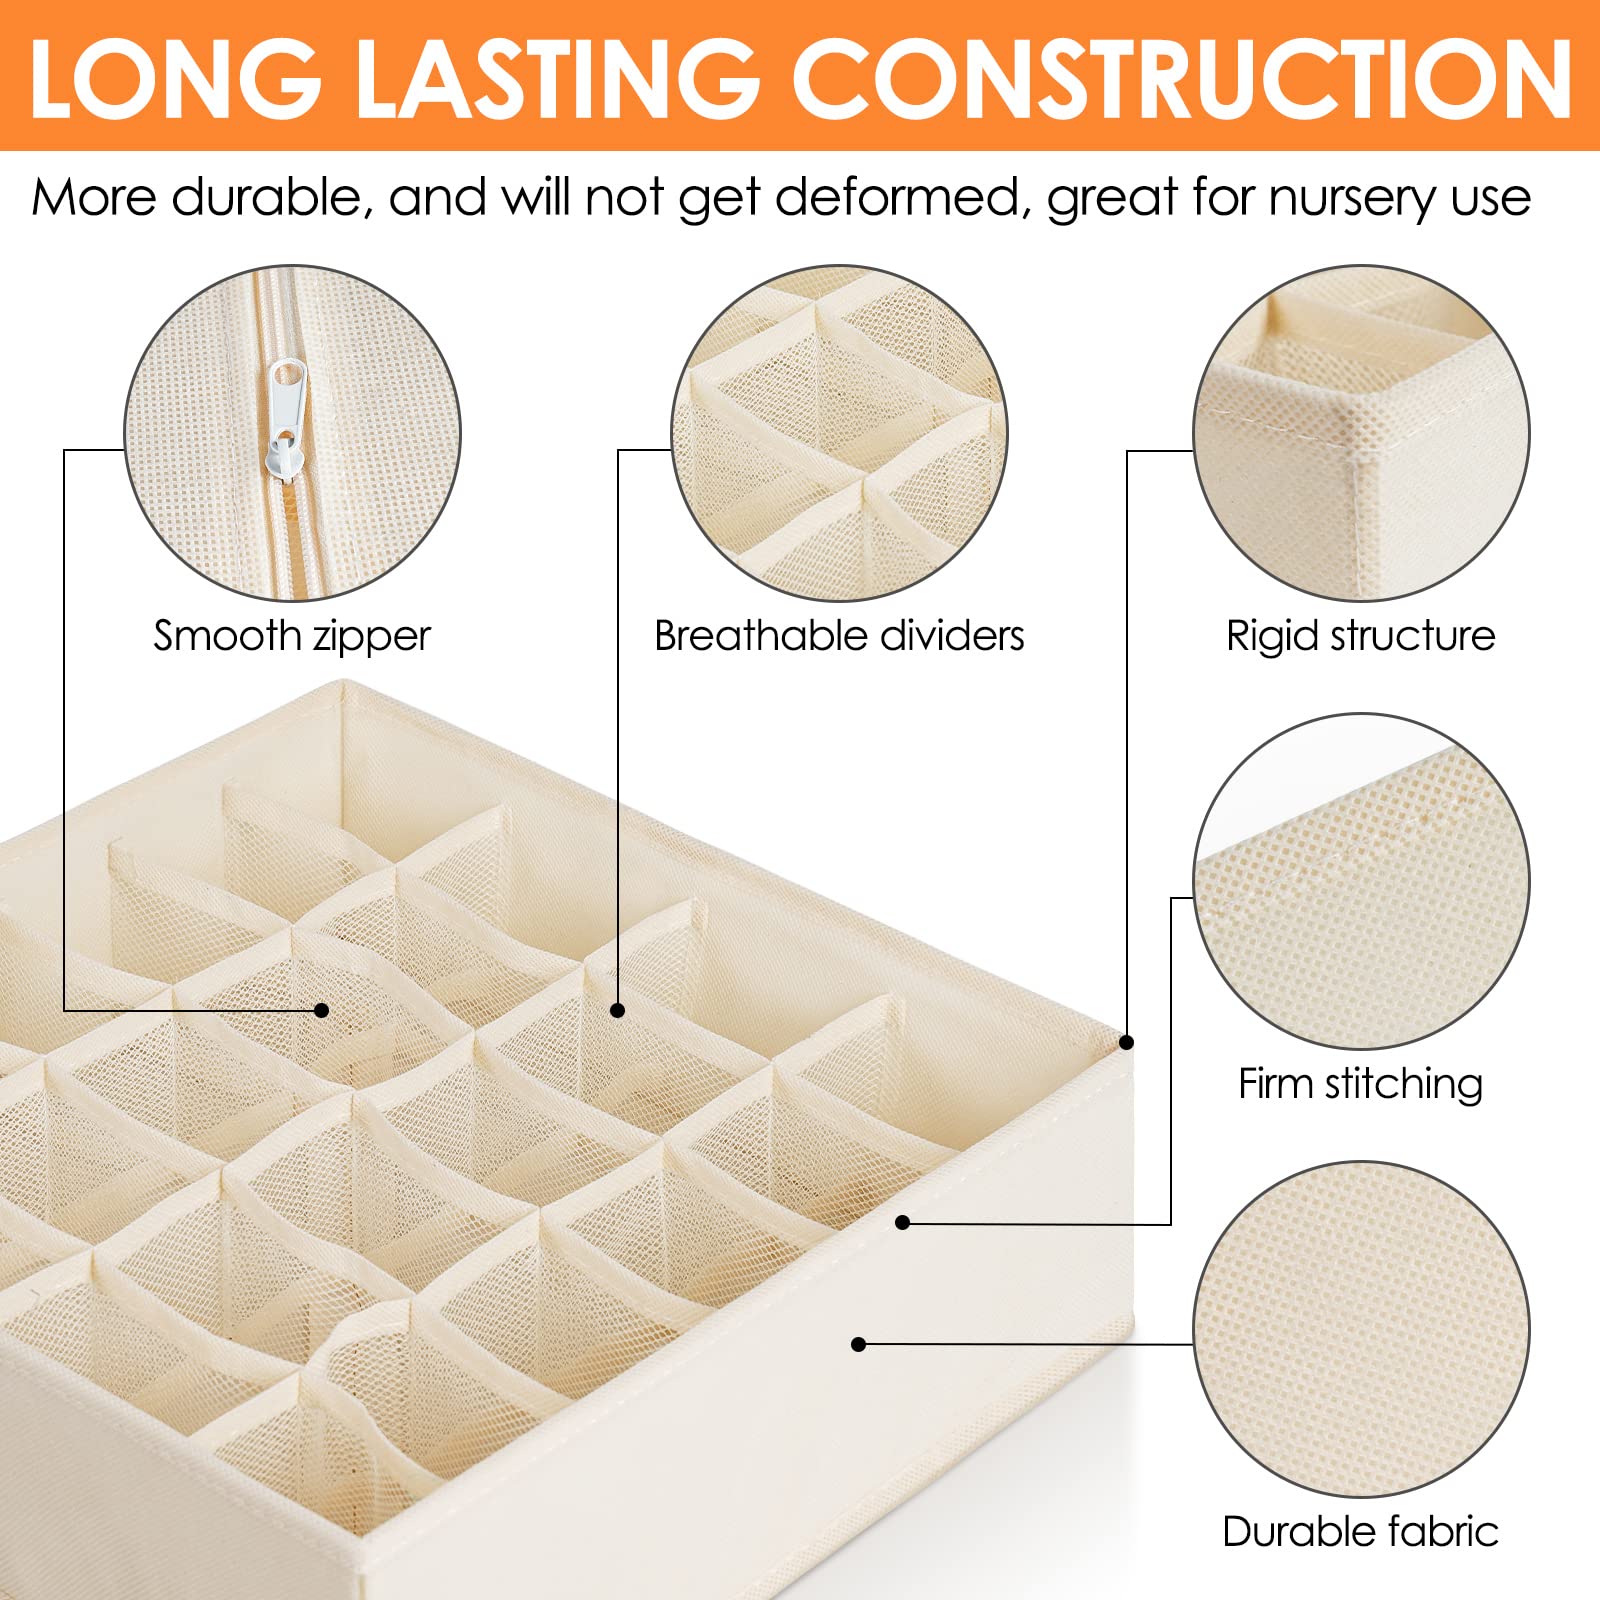 LONG LASTING CONSTRUCTION
More durable, and will not get deformed, great for nursery use
Smooth zipper
Breathable dividers
Rigid structure
Firm stitching
Durable fabric